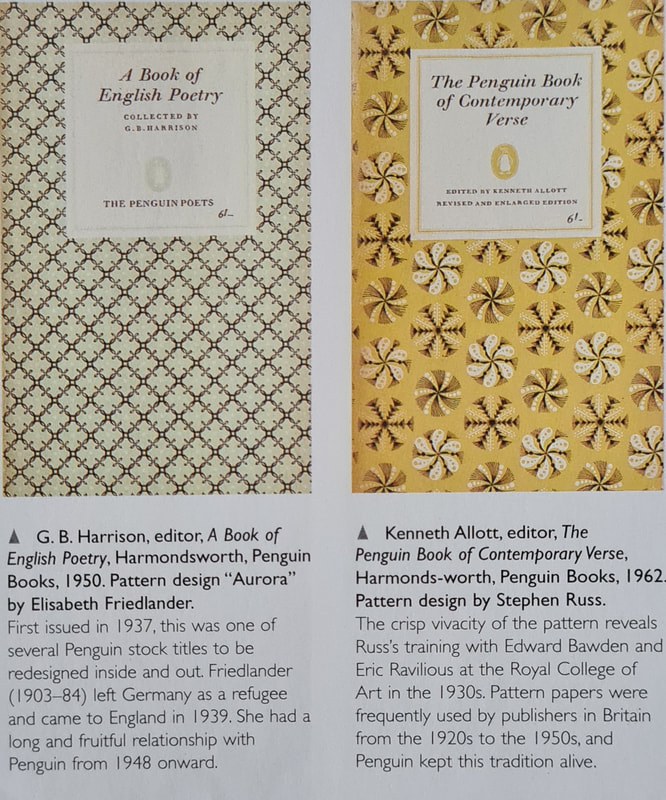 A Book of
English Poetry
COLLECTED BY
G. B. HARRISON
THE PENGUIN POETS
6/–
The Penguin Book
of Contemporary
Verse
EDITED BY KENNETH ALLOTT
REVISED AND ENLARGED EDITION
6/–
G. B. Harrison, editor, A Book of
English Poetry, Harmondsworth, Penguin
Books, 1950. Pattern design “Aurora”
by Elisabeth Friedlander.
First issued in 1937, this was one of
several Penguin stock titles to be
redesigned inside and out. Friedlander
(1903–84) left Germany as a refugee
and came to England in 1939. She had a
long and fruitful relationship with
Penguin from 1948 onward.
Kenneth Allott, editor, The
Penguin Book of Contemporary Verse,
Harmonds-worth, Penguin Books, 1962.
Pattern design by Stephen Russ.
The crisp vivacity of the pattern reveals
Russ’s training with Edward Bawden and
Eric Ravilious at the Royal College of
Art in the 1930s. Pattern papers were
frequently used by publishers in Britain
from the 1920s to the 1950s, and
Penguin kept this tradition alive.